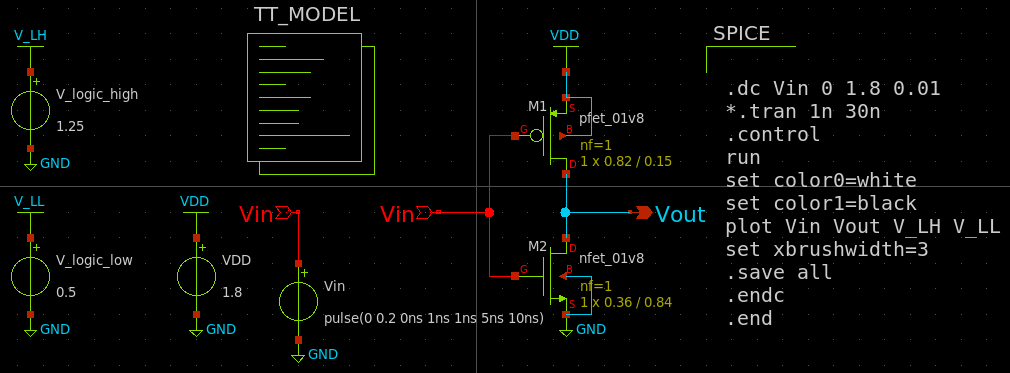 TT_MODEL
V_LH
+
V_logic_high
1.25
GND
V_LL
+
V_logic_low
0.5
GND
VDD
+
VDD
1.8
GND
Vin
+
Vin
pulse(0 0.2 0ns 1ns 1ns 5ns 10ns)
GND
VDD
M1
S
pfet_01v8
G
B
nf=1
1 x 0.82 / 0.15
D
Vin
Vout
M2
D
nfet_01v8
G
B
nf=1
S
1 x 0.36 / 0.84
GND
SPICE
.dc Vin 0 1.8 0.01
*.tran 1n 30n
.control
run
set color0=white
set color1=black
plot Vin Vout V_LH V_LL
set xbrushwidth=3
.save all
.endc
.end